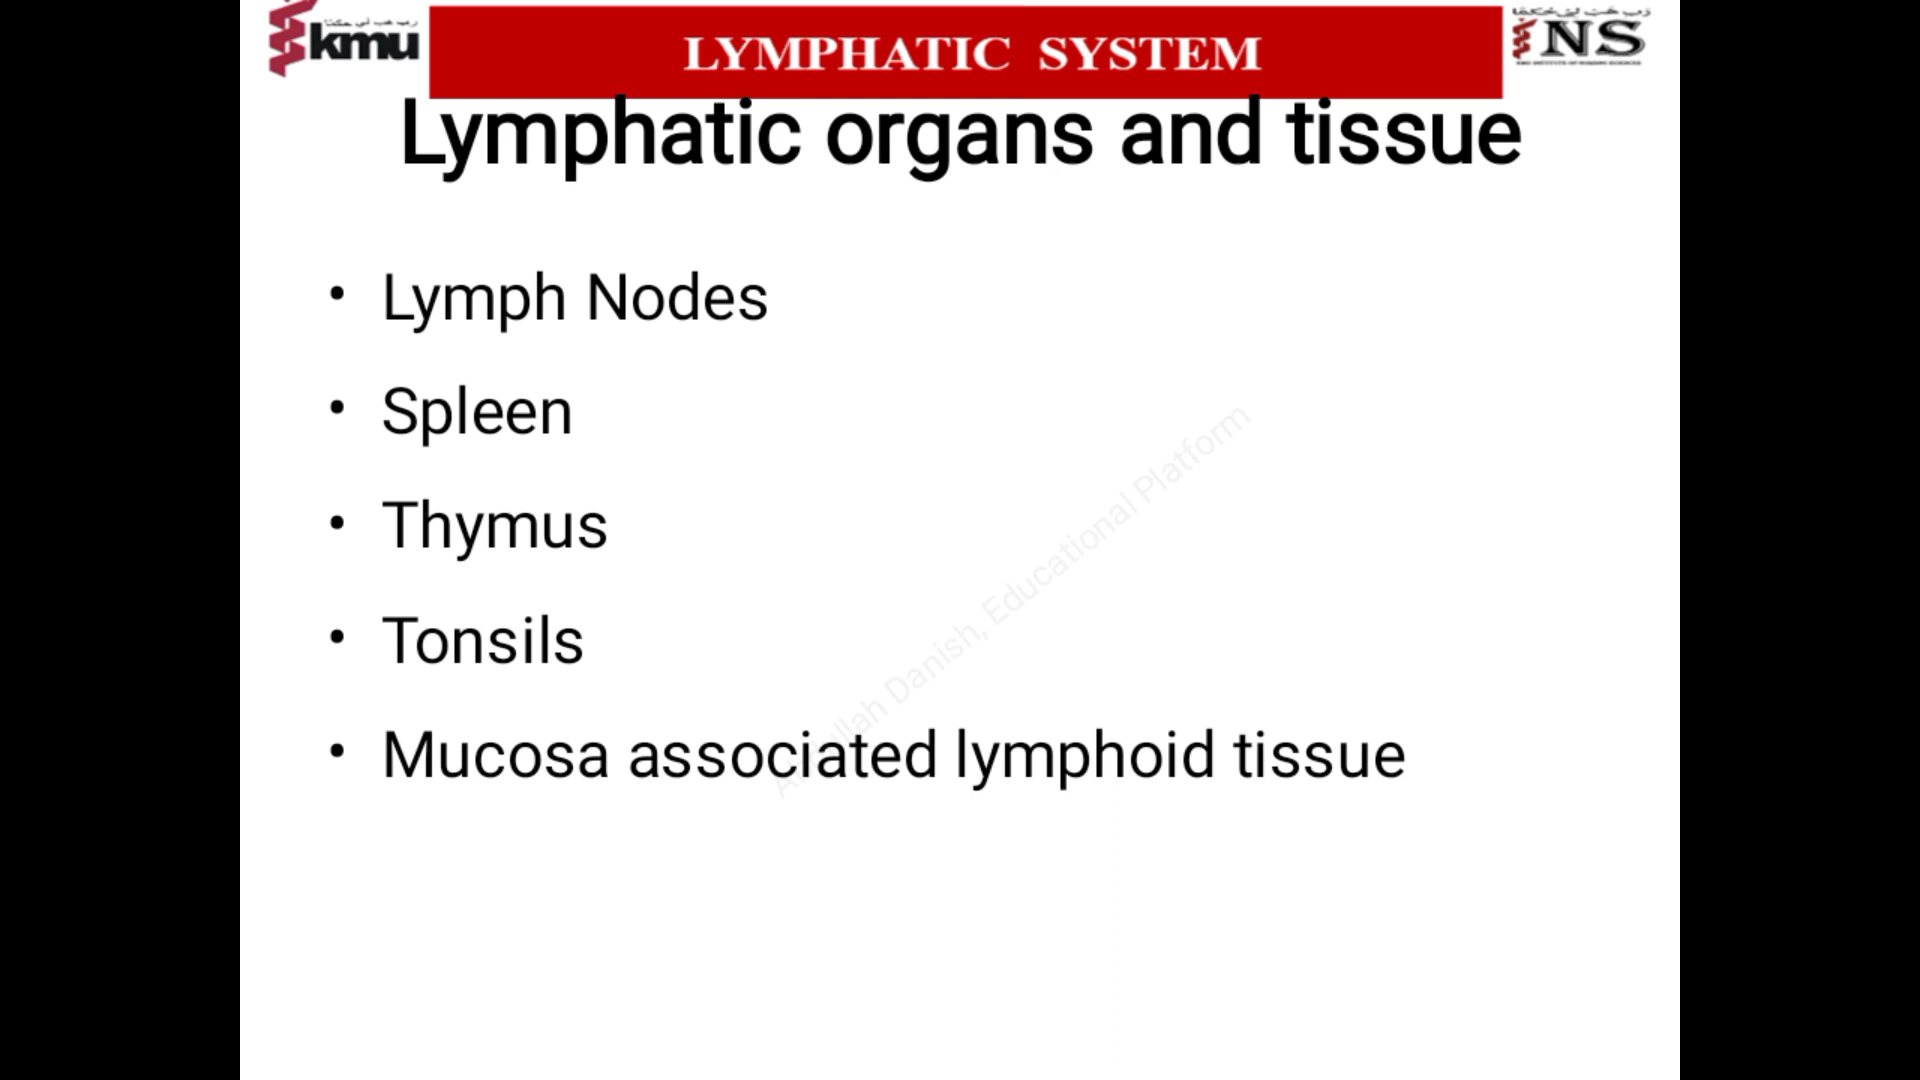 kmu
LYMPHATIC SYSTEM
NS
Lymphatic organs and tissue
• Lymph Nodes
• Spleen
• Thymus
• Tonsils
• Mucosa associated lymphoid tissue
Danish, Educational Platform